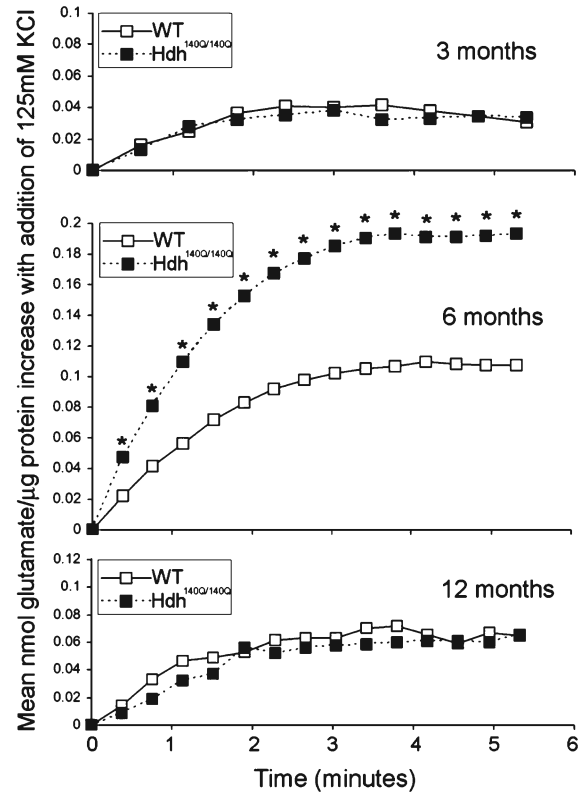 Mean nmol glutamate/µg protein increase with addition of 125mM KCl
0.1
0.08
0.06
0.04
0.02
0
WT
Hdh140Q/140Q
3 months
0.2
0.18
0.16
0.14
0.12
0.1
0.08
0.06
0.04
0.02
0
WT
Hdh140Q/140Q
* * * * * * * * * * * * * *
6 months
0.12
0.1
0.08
0.06
0.04
0.02
0
WT
Hdh140Q/140Q
12 months
0 1 2 3 4 5 6
Time (minutes)